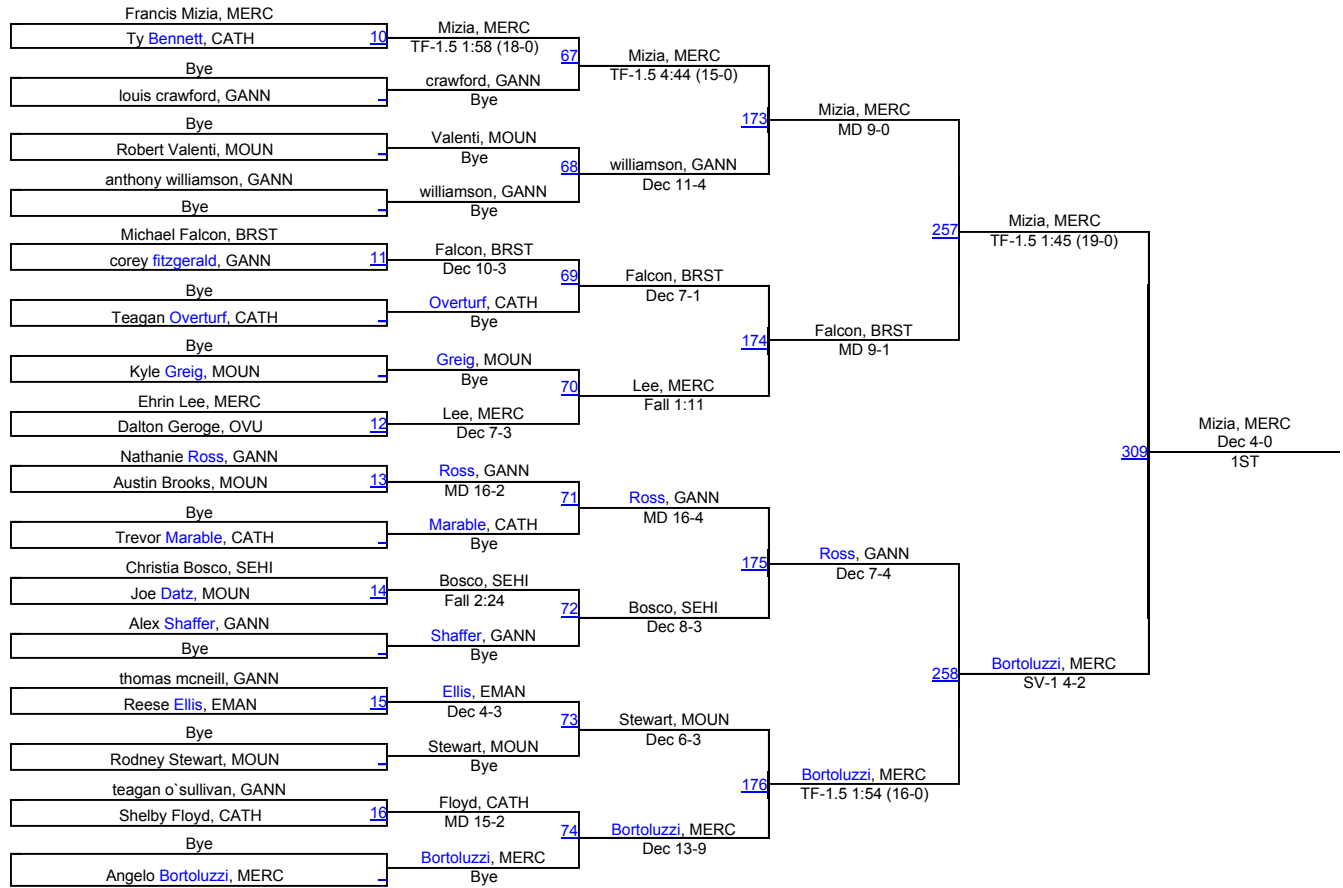 Francis Mizia, MERC
Ty Bennett, CATH
10
Bye
louis crawford, GANN
Bye
Robert Valenti, MOUN
anthony williamson, GANN
Bye
Michael Falcon, BRST
corey fitzgerald, GANN
11
Bye
Teagan Overturf, CATH
Bye
Kyle Greig, MOUN
Ehrin Lee, MERC
Dalton Geroge, OVU
12
Nathanie Ross, GANN
Austin Brooks, MOUN
13
Bye
Trevor Marable, CATH
Christia Bosco, SEHI
Joe Datz, MOUN
14
Alex Shaffer, GANN
Bye
thomas mcneill, GANN
Reese Ellis, EMAN
15
Bye
Rodney Stewart, MOUN
teagan o`sullivan, GANN
Shelby Floyd, CATH
16
Bye
Angelo Bortoluzzi, MERC
Mizia, MERC
TF-1.5 1:58 (18-0)
67
crawford, GANN
Bye
Valenti, MOUN
Bye
68
williamson, GANN
Bye
Falcon, BRST
Dec 10-3
69
Overturf, CATH
Bye
Greig, MOUN
Bye
70
Lee, MERC
Dec 7-3
Ross, GANN
MD 16-2
71
Marable, CATH
Bye
Bosco, SEHI
Fall 2:24
72
Shaffer, GANN
Bye
Ellis, EMAN
Dec 4-3
73
Stewart, MOUN
Bye
Floyd, CATH
MD 15-2
74
Bortoluzzi, MERC
Bye
Mizia, MERC
TF-1.5 4:44 (15-0)
173
williamson, GANN
Dec 11-4
Falcon, BRST
Dec 7-1
174
Lee, MERC
Fall 1:11
Ross, GANN
MD 16-4
175
Bosco, SEHI
Dec 8-3
Stewart, MOUN
Dec 6-3
176
Bortoluzzi, MERC
Dec 13-9
Mizia, MERC
MD 9-0
257
Falcon, BRST
MD 9-1
Ross, GANN
Dec 7-4
258
Bortoluzzi, MERC
TF-1.5 1:54 (16-0)
Mizia, MERC
TF-1.5 1:45 (19-0)
309
Bortoluzzi, MERC
SV-1 4-2
Mizia, MERC
Dec 4-0
1ST